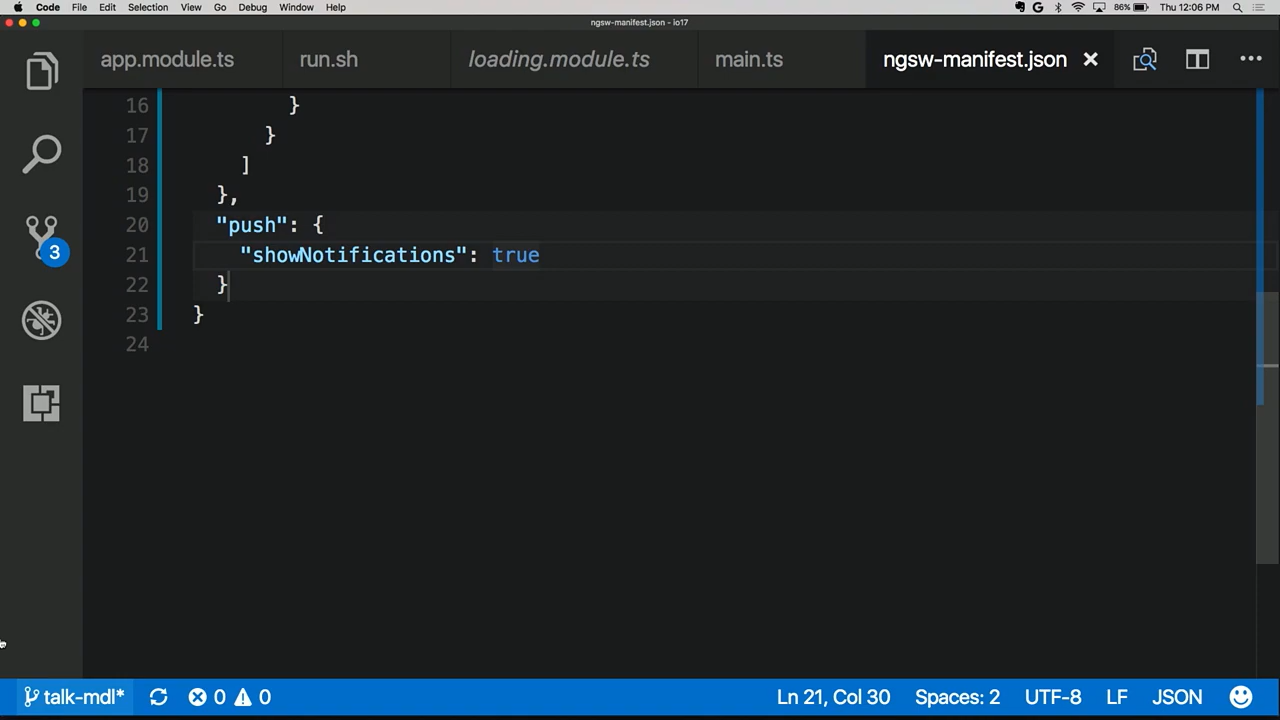 Code File Edit Selection View Go Debug Window Help 86% Thu 12:06 PM
ngsw-manifest.json - io17
app.module.ts run.sh loading.module.ts main.ts ngsw-manifest.json
16 }
17 }
18 ]
19 },
20 "push": {
21 "showNotifications": true
22 }
23 }
24
3
talk-mdl* 0 0 Ln 21, Col 30 Spaces: 2 UTF-8 LF JSON